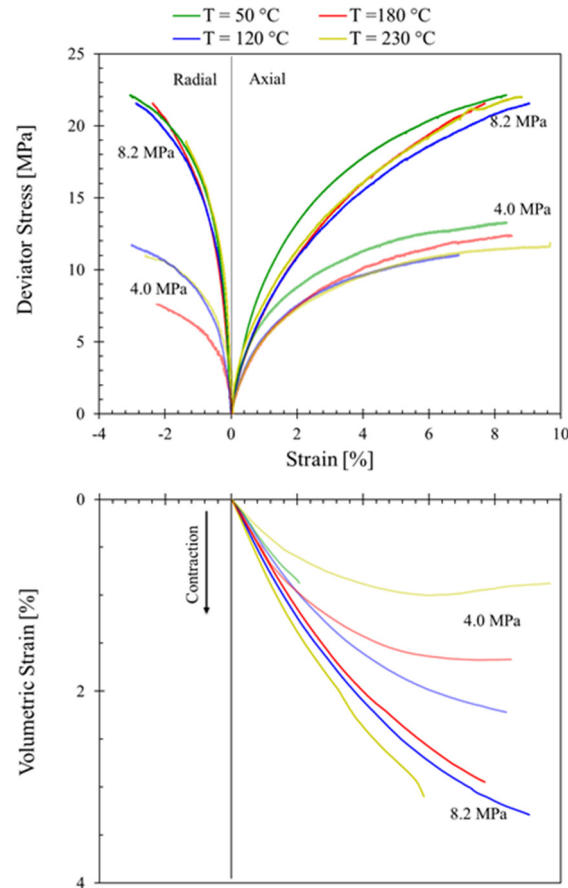 T = 50 °C T =180 °C
T = 120 °C T = 230 °C
25
Radial Axial
20
8.2 MPa
8.2 MPa
15
4.0 MPa
10
4.0 MPa
5
0
-4 -2 0 2 4 6 8 10
Deviator Stress [MPa]
Strain [%]
0
Contraction
4.0 MPa
2
8.2 MPa
4
Volumetric Strain [%]